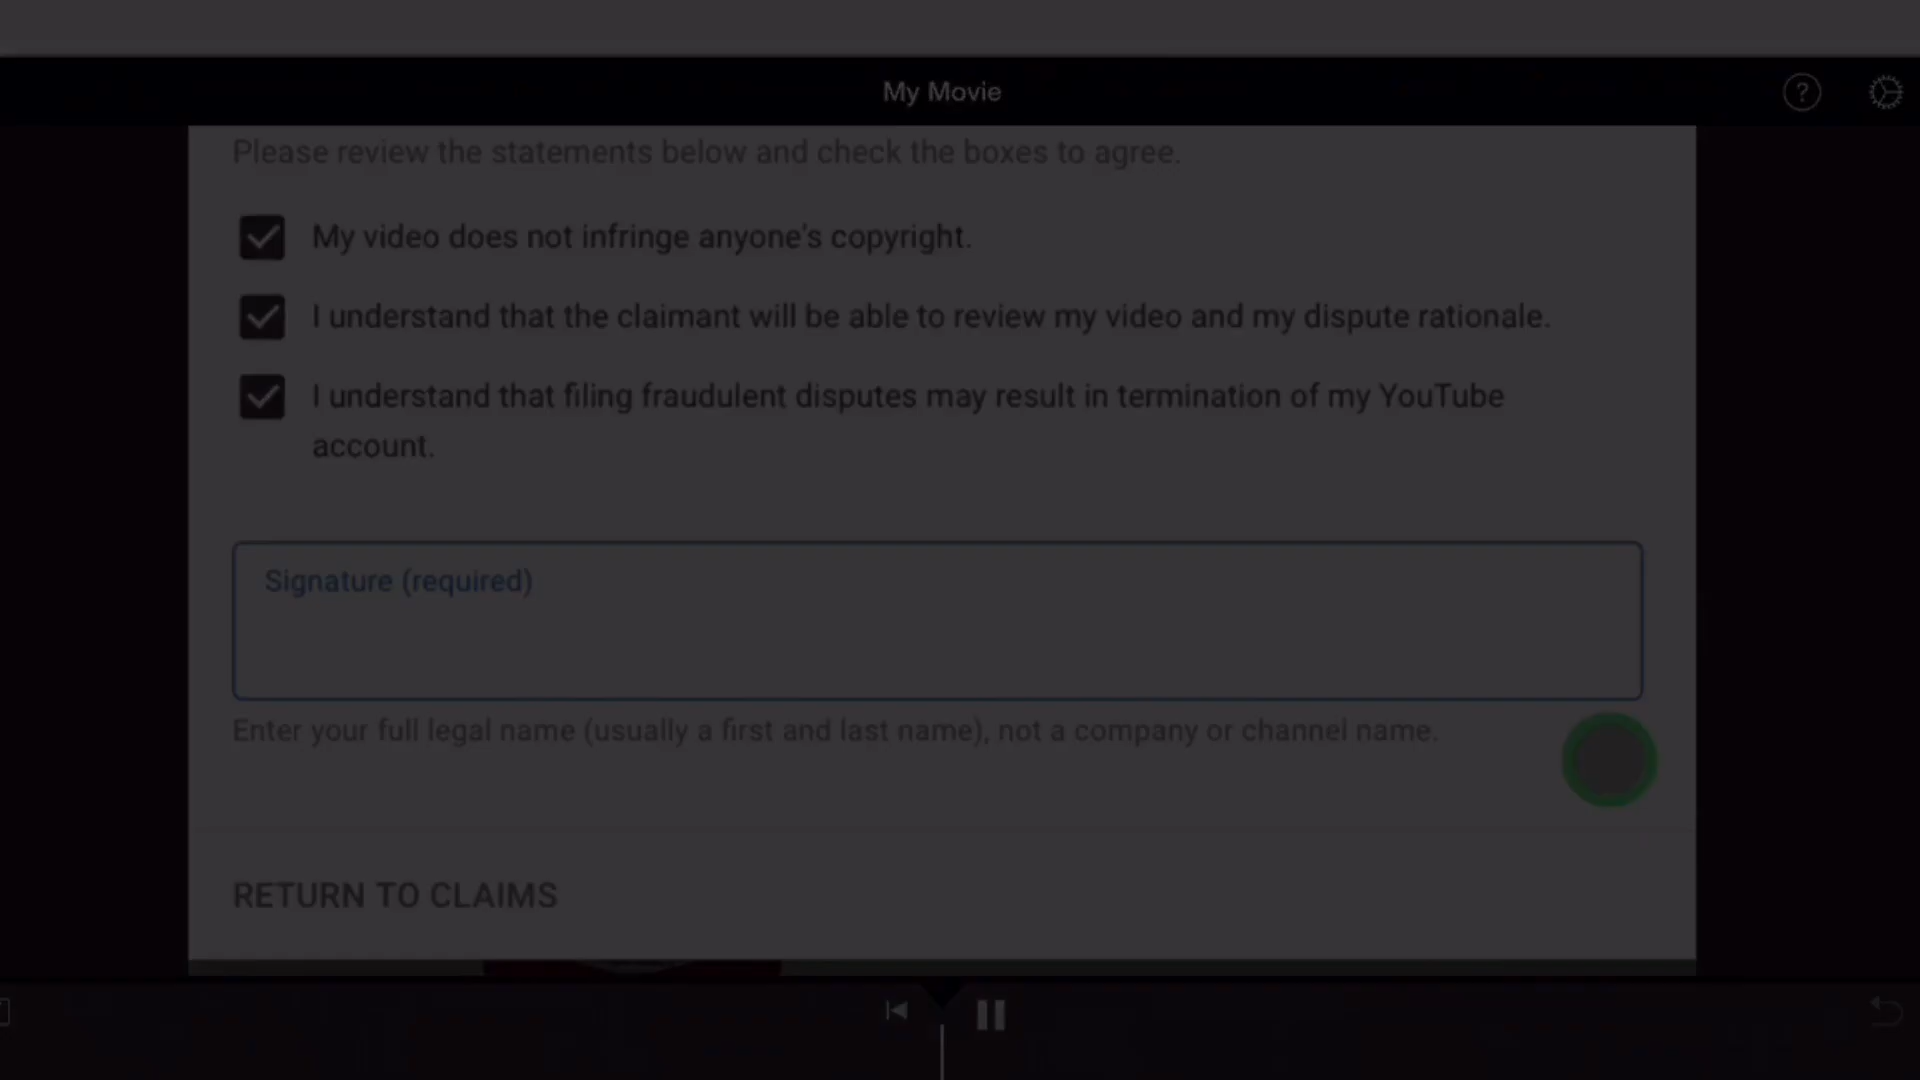 My Movie
Please review the statements below and check the boxes to agree.
My video does not infringe anyone's copyright.
I understand that the claimant will be able to review my video and my dispute rationale.
I understand that filing fraudulent disputes may result in termination of my YouTube
account.
Signature (required)
Enter your full legal name (usually a first and last name), not a company or channel name.
RETURN TO CLAIMS